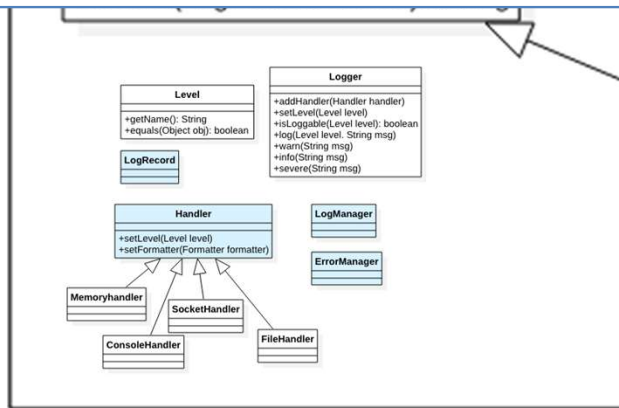 Logger
Level
+addHandler(Handler handler)
+setLevel(Level level)
+isLoggable(Level level): boolean
+log(Level level. String msg)
+warn(String msg)
+info(String msg)
+severe(String msg)
+getName(): String
+equals(Object obj): boolean
LogRecord
Handler
+setLevel(Level level)
+setFormatter(Formatter formatter)
LogManager
ErrorManager
Memoryhandler
SocketHandler
ConsoleHandler
FileHandler